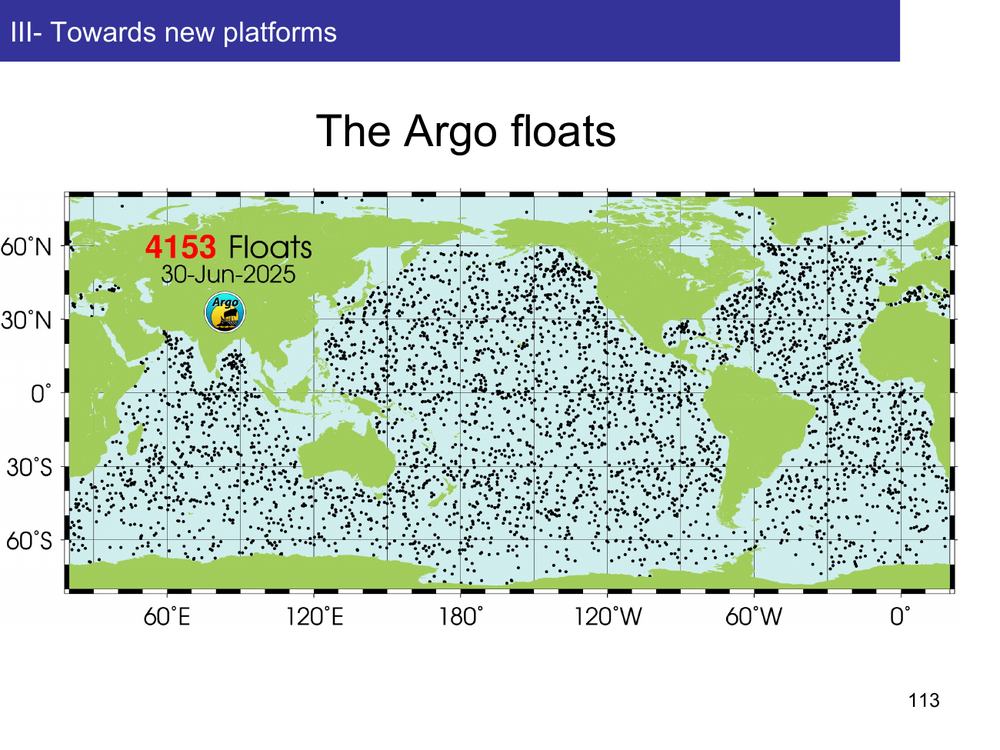 III- Towards new platforms
The Argo floats
4153 Floats
30-Jun-2025
Argo
60˚N
30˚N
0˚
30˚S
60˚S
60˚E 120˚E 180˚ 120˚W 60˚W 0˚
113